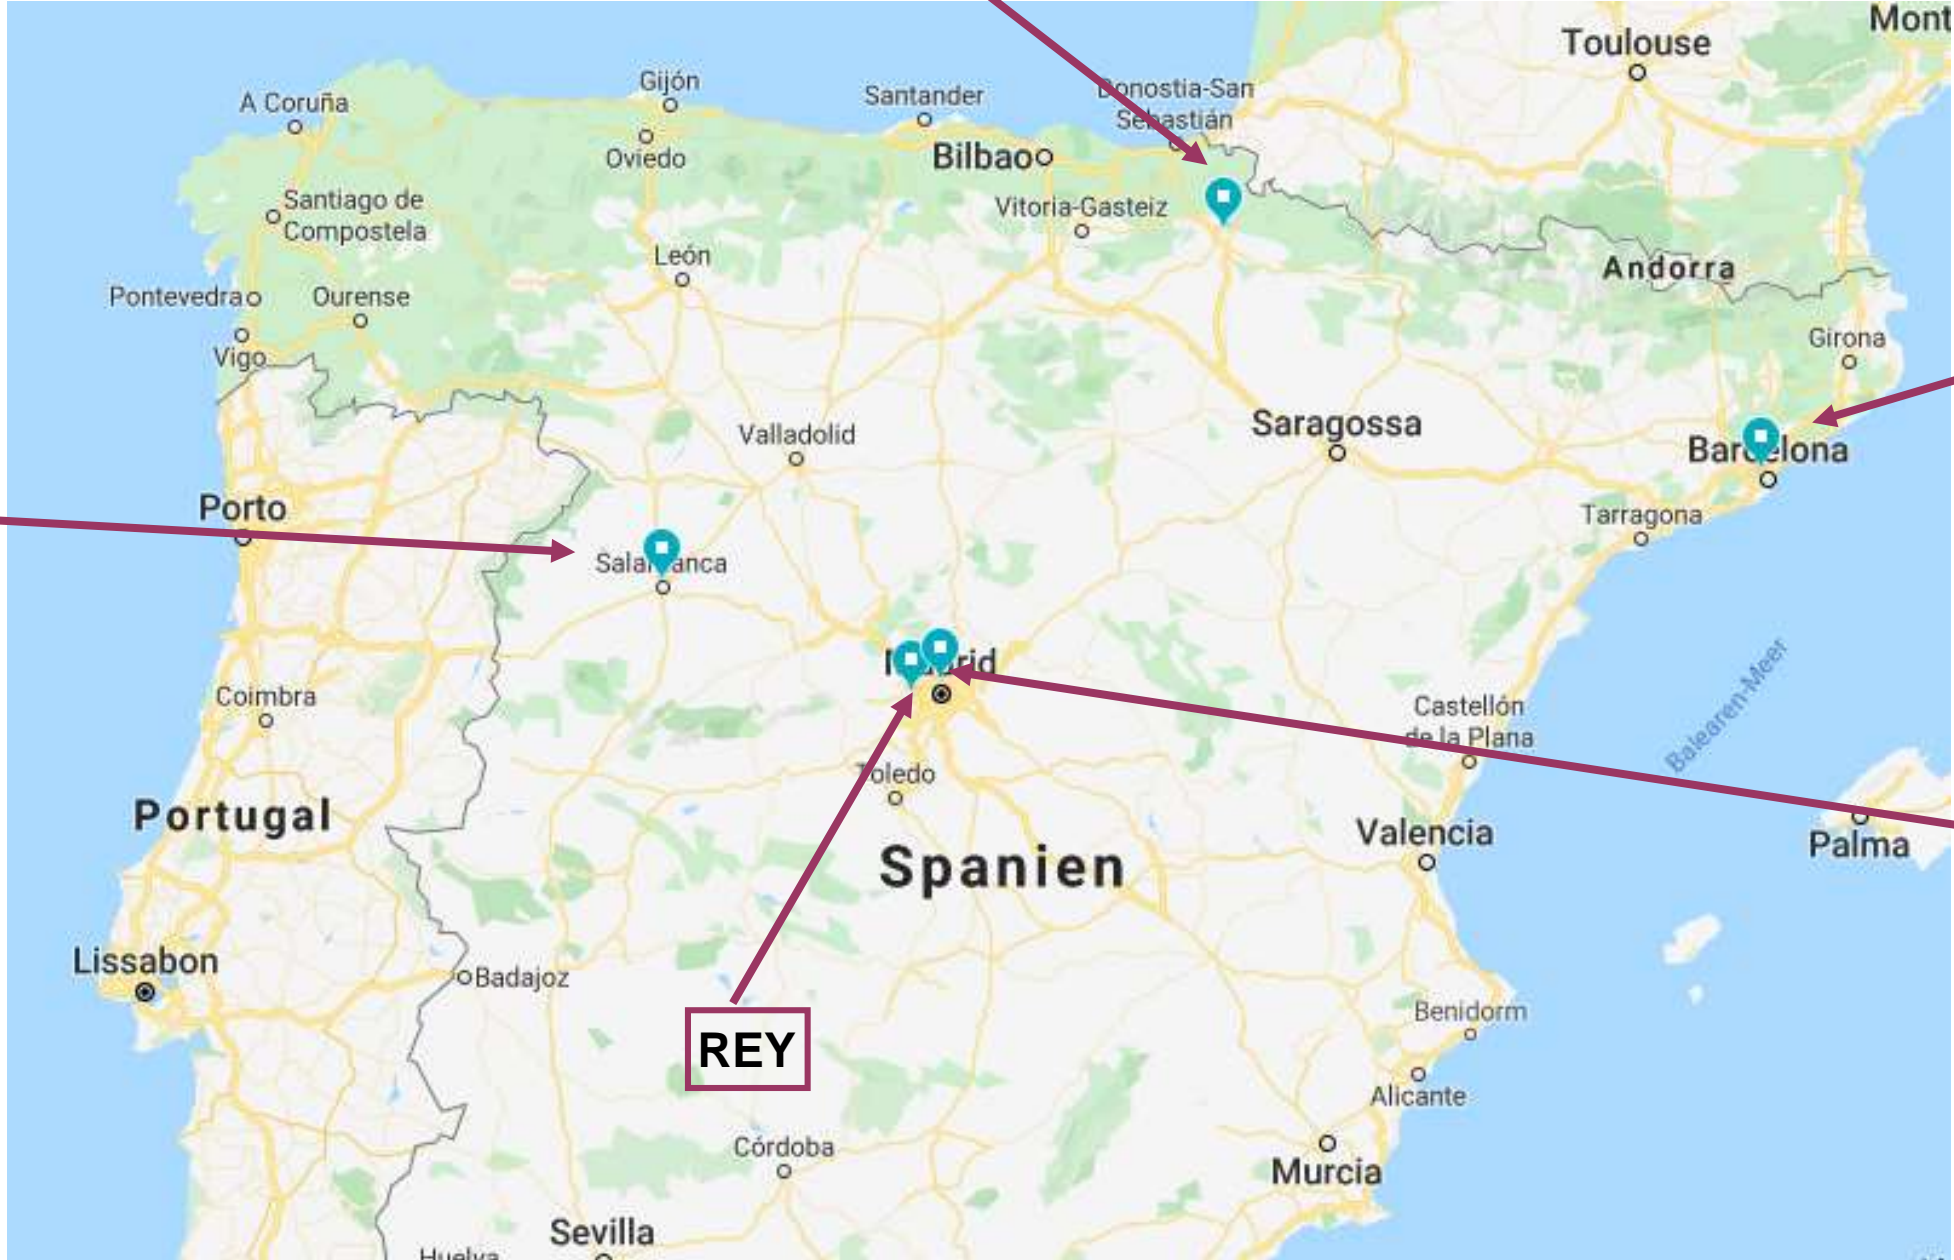 Mont
Toulouse
Gijón
A Coruña
Santander
Donostia-San
Sebastián
Oviedo
Bilbao
Santiago de
Compostela
Vitoria-Gasteiz
León
Andorra
Pontevedra
Ourense
Girona
Vigo
Saragossa
Valladolid
Barcelona
Porto
Tarragona
Salamanca
Madrid
Coimbra
Castellón
de la Plana
Balearen-Meer
Toledo
Portugal
Valencia
Palma
Spanien
Lissabon
Badajoz
Benidorm
REY
Alicante
Córdoba
Murcia
Sevilla
Huelva